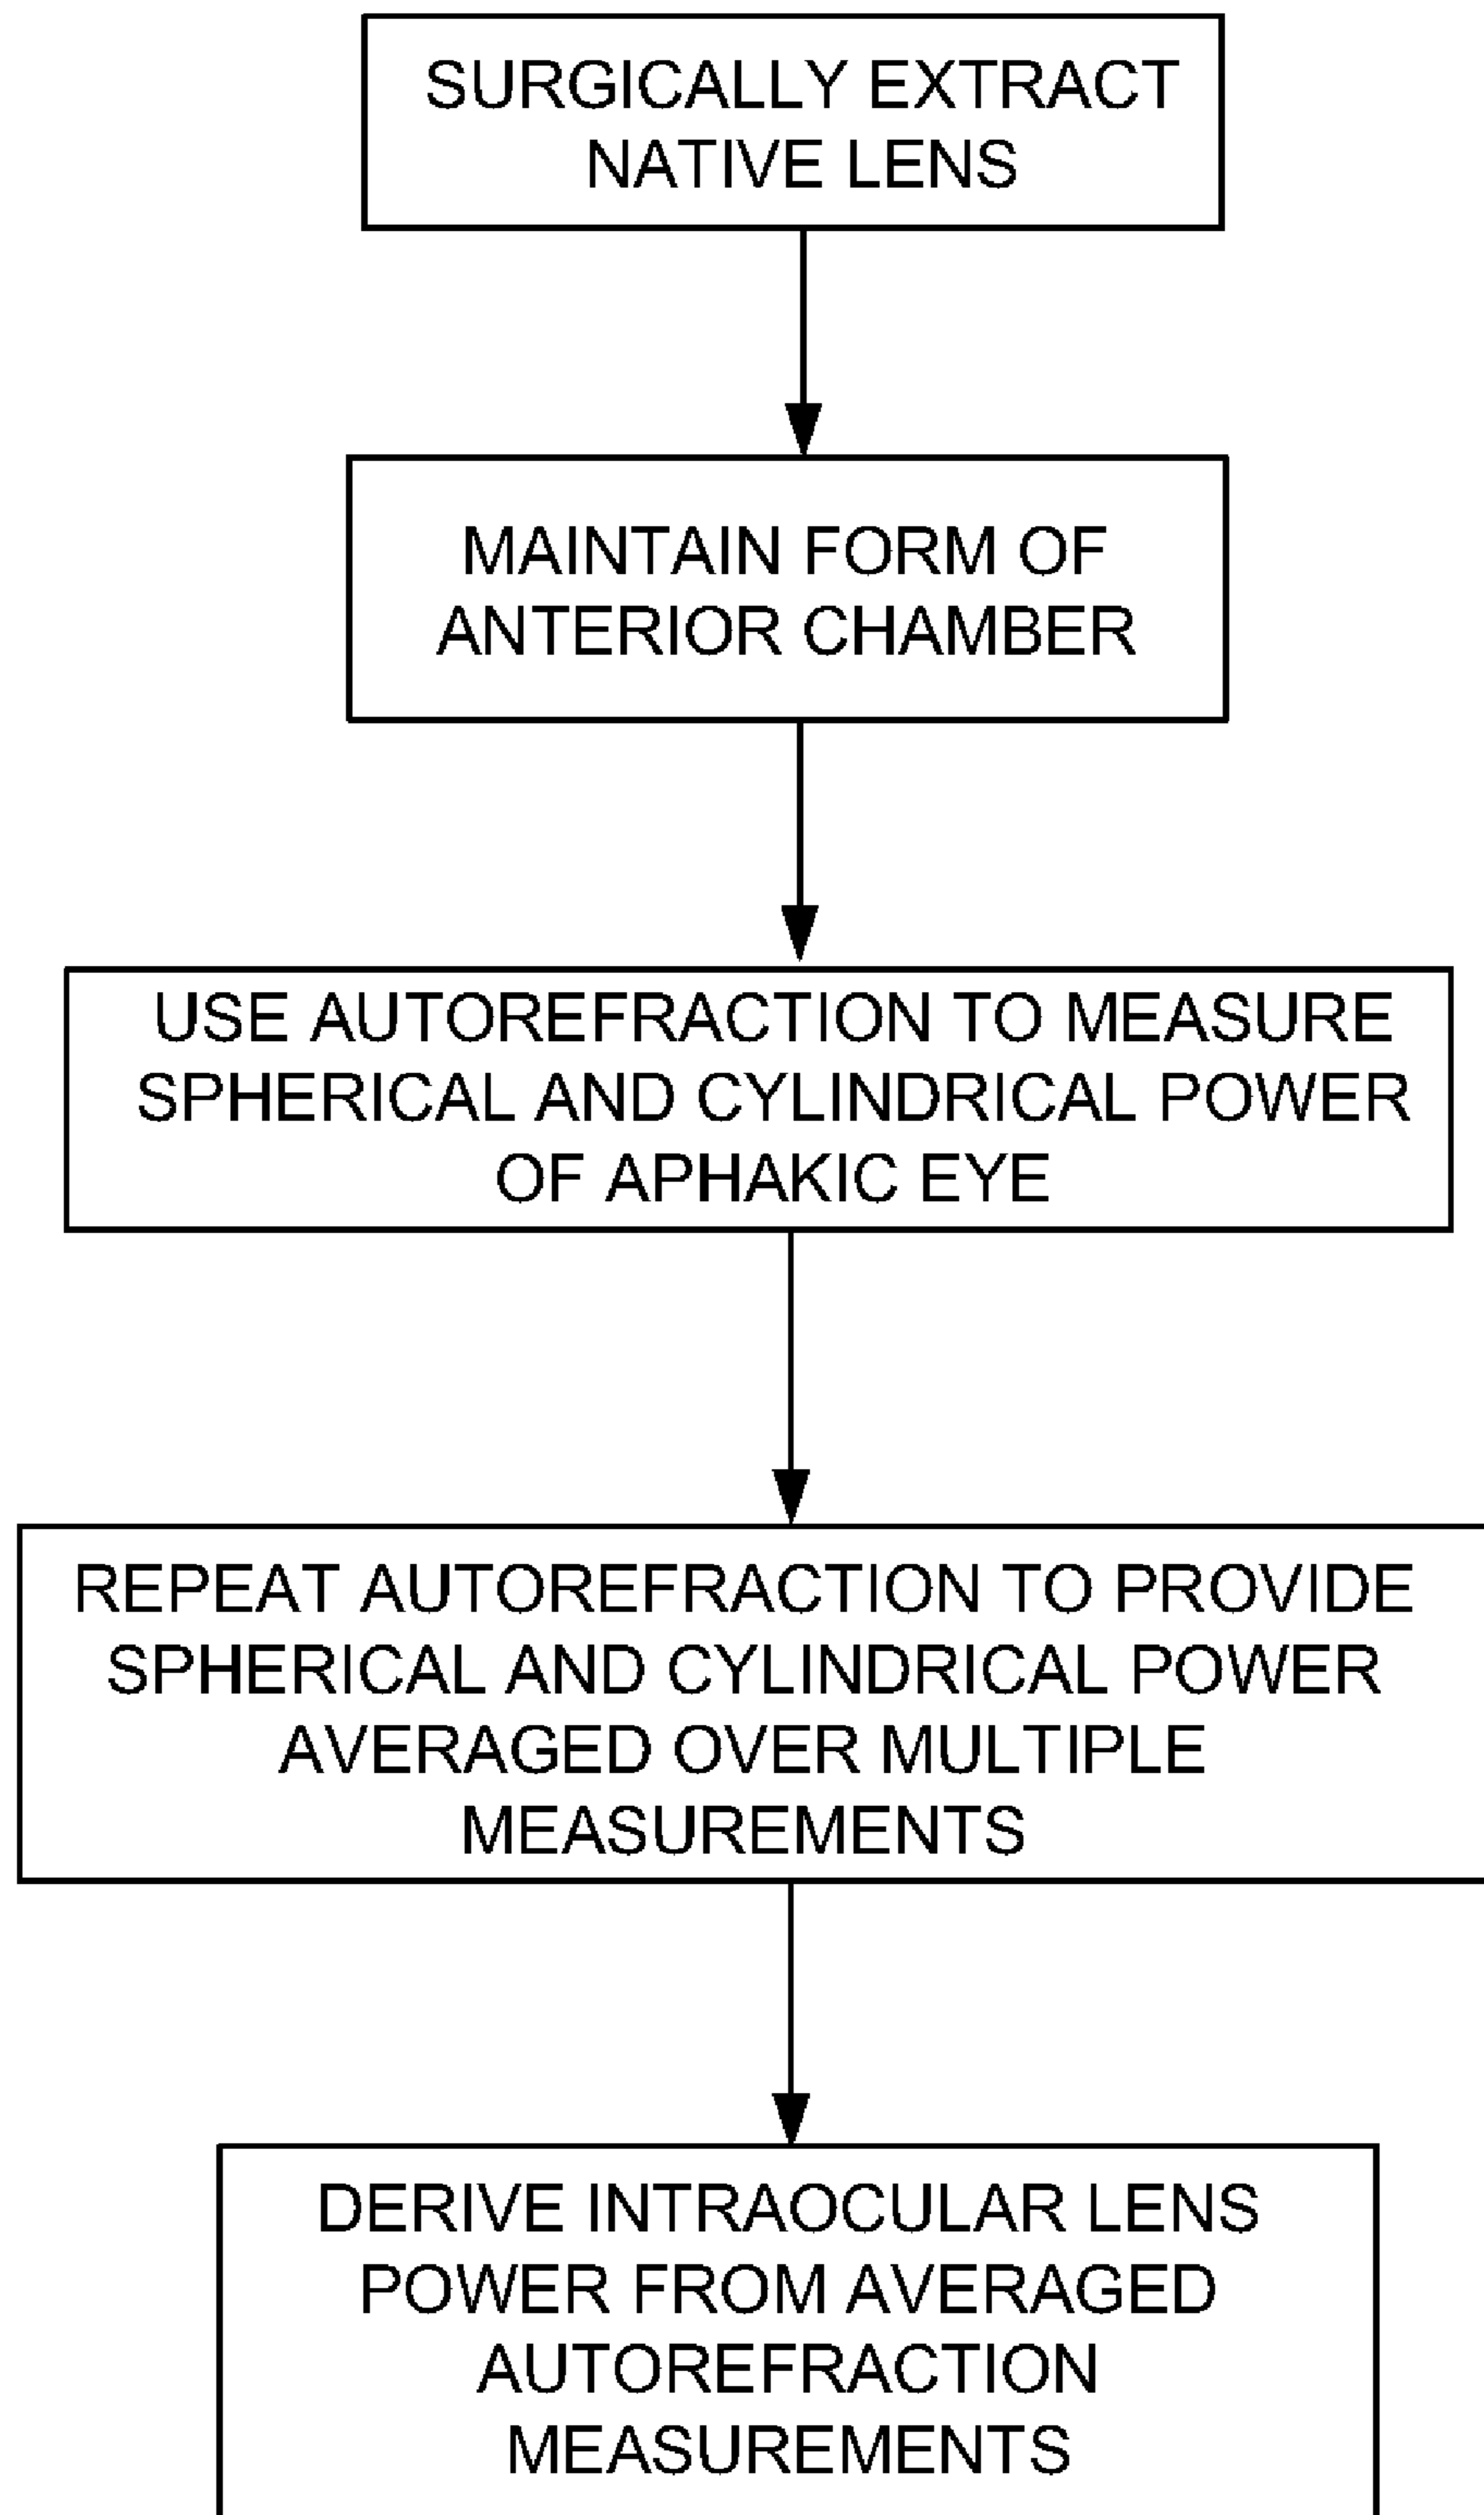 SURGICALLY EXTRACT
NATIVE LENS
MAINTAIN FORM OF
ANTERIOR CHAMBER
USE AUTOREFRACTION TO MEASURE
SPHERICAL AND CYLINDRICAL POWER
OF APHAKIC EYE
REPEAT AUTOREFRACTION TO PROVIDE
SPHERICAL AND CYLINDRICAL POWER
AVERAGED OVER MULTIPLE
MEASUREMENTS
DERIVE INTRAOCULAR LENS
POWER FROM AVERAGED
AUTOREFRACTION
MEASUREMENTS